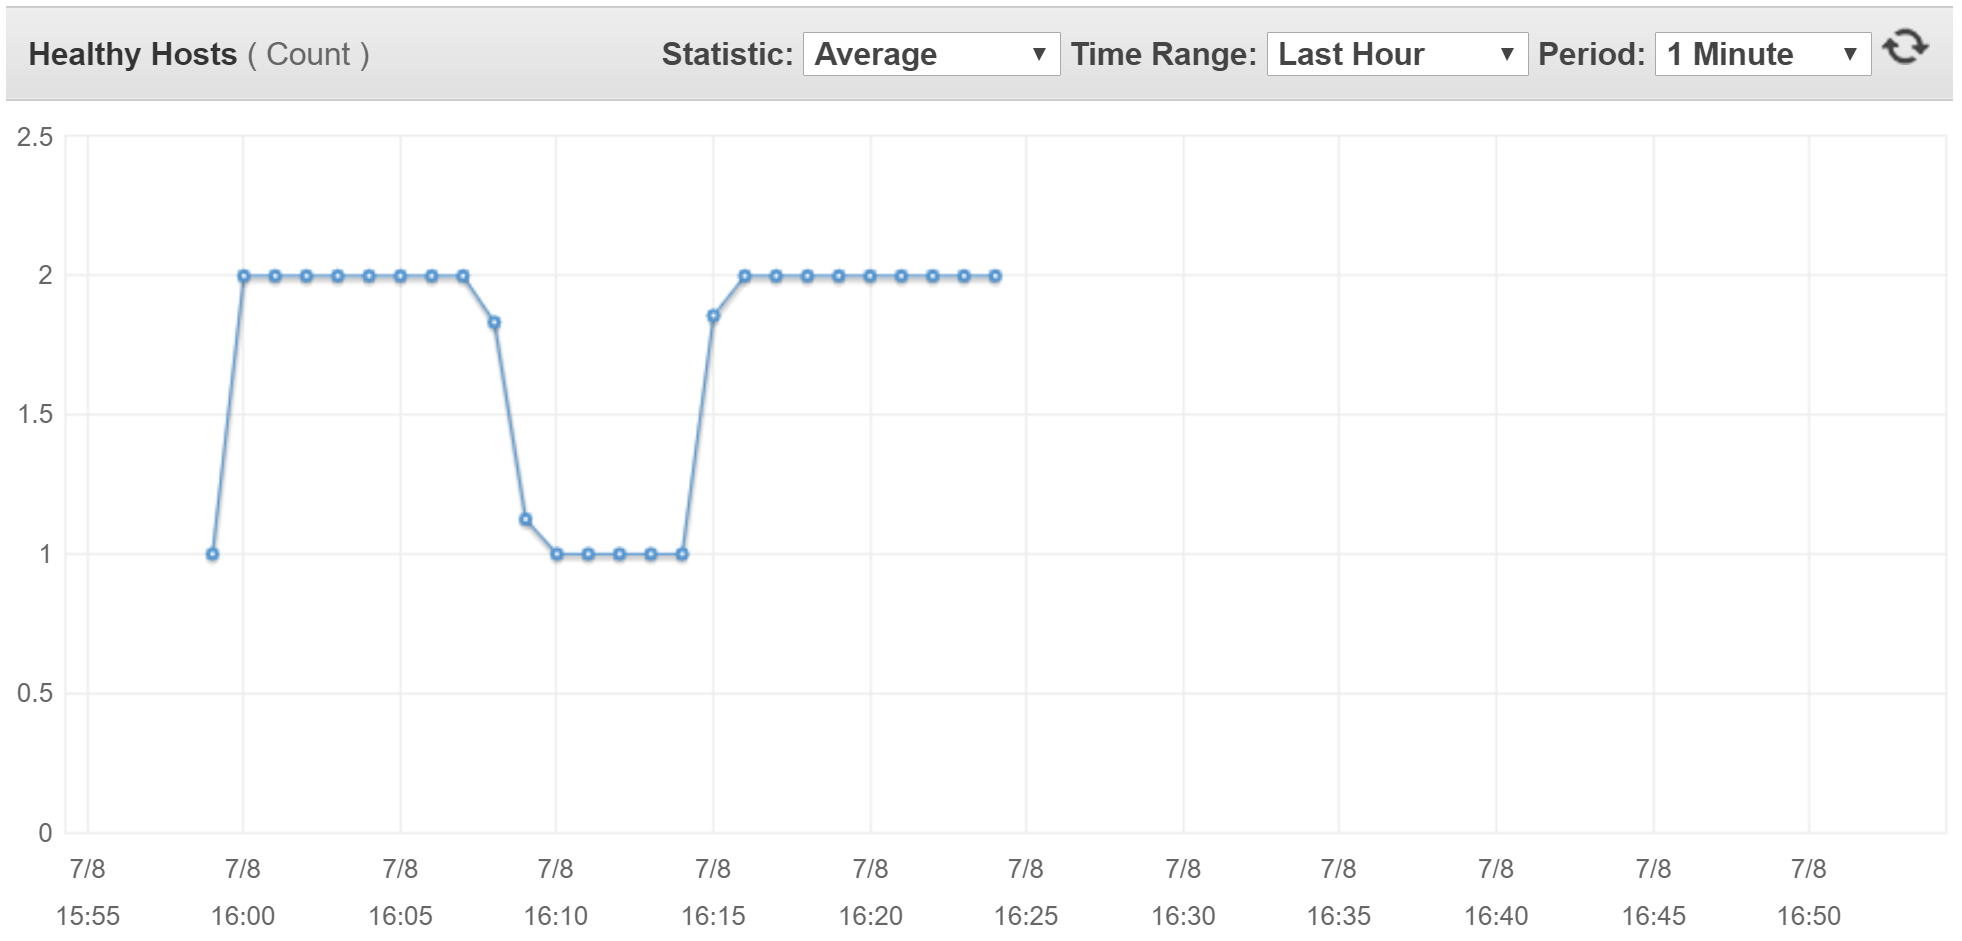 Healthy Hosts ( Count ) Statistic: Average Time Range: Last Hour Period: 1 Minute
2.5
2
1.5
1
0.5
0
7/8 7/8 7/8 7/8 7/8 7/8 7/8 7/8 7/8 7/8 7/8 7/8
15:55 16:00 16:05 16:10 16:15 16:20 16:25 16:30 16:35 16:40 16:45 16:50